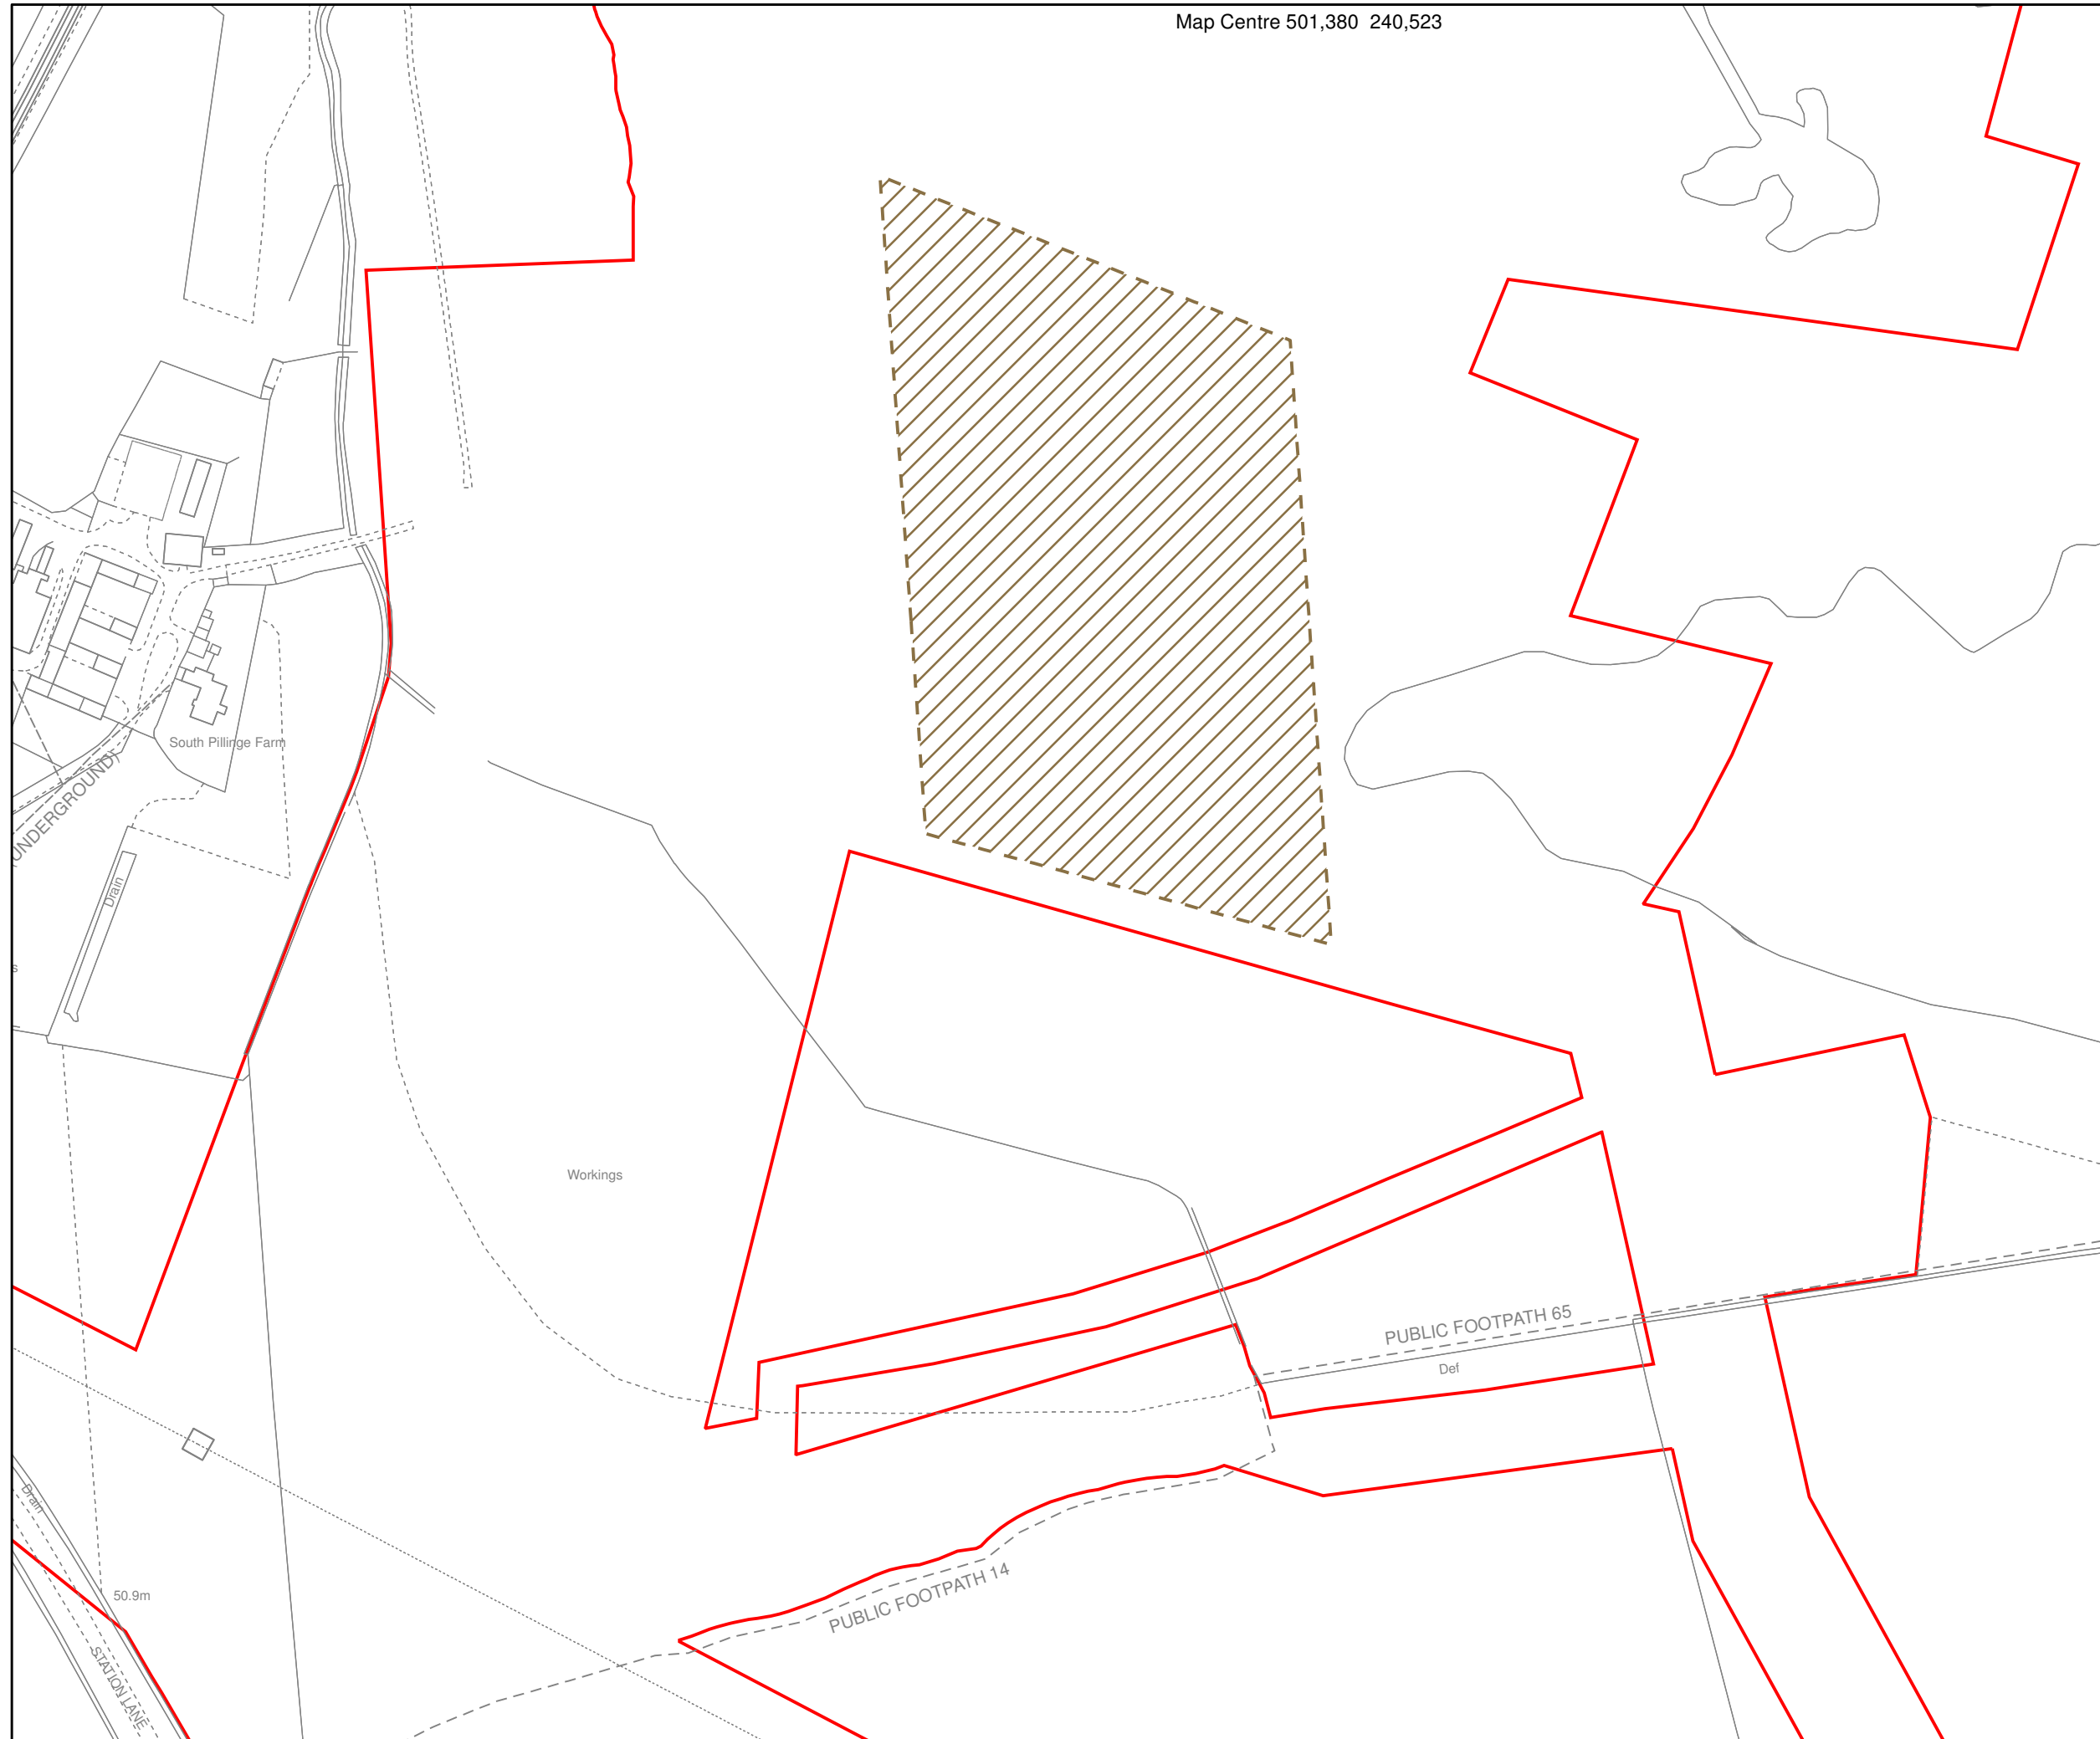 Map Centre 501,380 240,523
South Pillinge Farm
UNDERGROUND)
Drain
s
Workings
PUBLIC FOOTPATH 65
Def
Drain
PUBLIC FOOTPATH 14
50.9m
STATION LANE